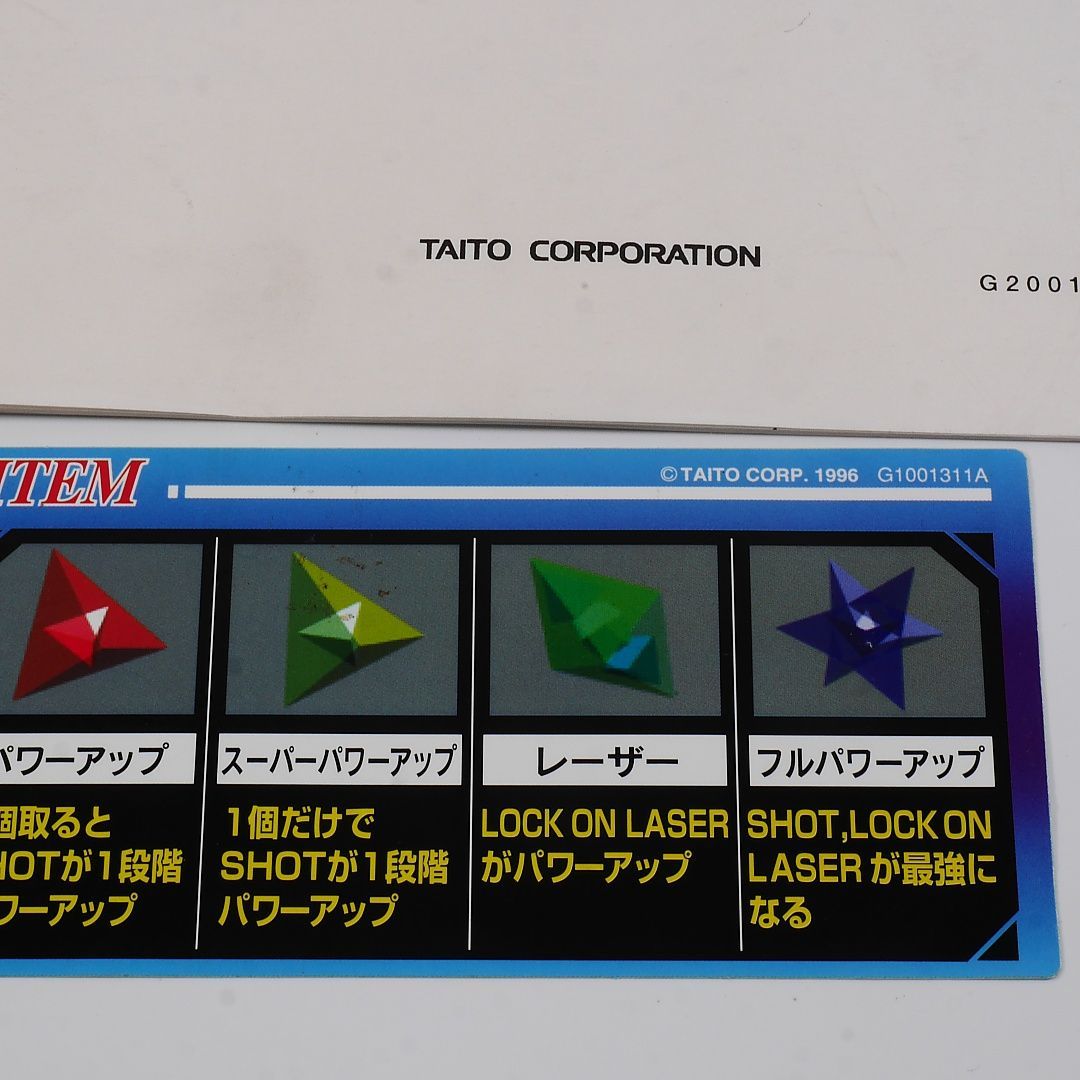 TAITO CORPORATION
G2001
ITEM
©TAITO CORP. 1996 G1001311A
パワーアップ
個取ると
HOTが1段階
ワーアップ
スーパーパワーアップ
1個だけで
SHOTが1段階
パワーアップ
レーザー
LOCK ON LASER
がパワーアップ
フルパワーアップ
SHOT,LOCK ON
LASER が最強に
なる